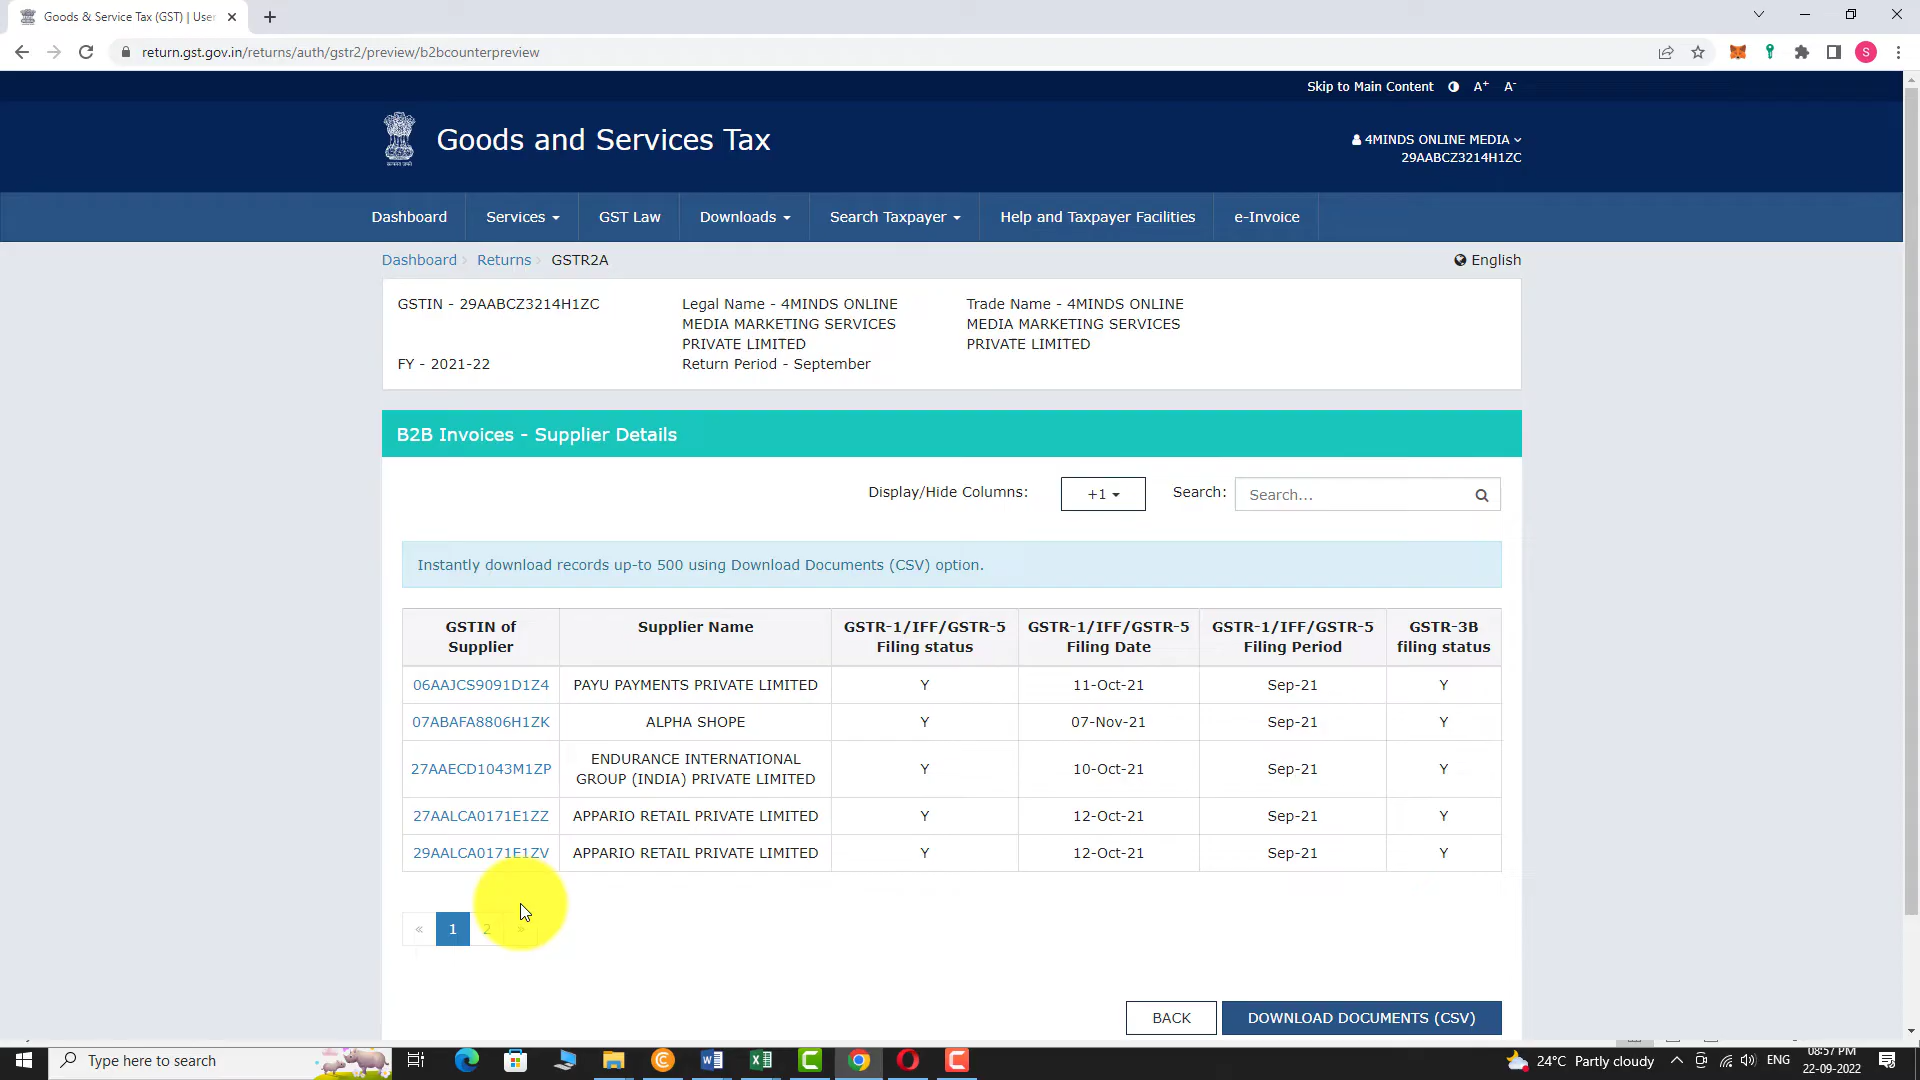 Goods & Service Tax (GST) | User
return.gst.gov.in/returns/auth/gstr2/preview/b2bcounterpreview
S
Skip to Main Content A+ A-
Goods and Services Tax
4MINDS ONLINE MEDIA
29AABCZ3214H1ZC
Dashboard Services GST Law Downloads Search Taxpayer Help and Taxpayer Facilities e-Invoice
Dashboard Returns GSTR2A English
GSTIN - 29AABCZ3214H1ZC Legal Name - 4MINDS ONLINE Trade Name - 4MINDS ONLINE
MEDIA MARKETING SERVICES MEDIA MARKETING SERVICES
PRIVATE LIMITED PRIVATE LIMITED
FY - 2021-22 Return Period - September
B2B Invoices - Supplier Details
Display/Hide Columns: +1 Search: Search...
Instantly download records up-to 500 using Download Documents (CSV) option.
GSTIN of Supplier Name GSTR-1/IFF/GSTR-5 GSTR-1/IFF/GSTR-5 GSTR-1/IFF/GSTR-5 GSTR-3B
Supplier Filing status Filing Date Filing Period filing status
06AAJCS9091D1Z4 PAYU PAYMENTS PRIVATE LIMITED Y 11-Oct-21 Sep-21 Y
07ABAFA8806H1ZK ALPHA SHOPE Y 07-Nov-21 Sep-21 Y
ENDURANCE INTERNATIONAL
27AAECD1043M1ZP GROUP (INDIA) PRIVATE LIMITED Y 10-Oct-21 Sep-21 Y
27AALCA0171E1ZZ APPARIO RETAIL PRIVATE LIMITED Y 12-Oct-21 Sep-21 Y
29AALCA0171E1ZV APPARIO RETAIL PRIVATE LIMITED Y 12-Oct-21 Sep-21 Y
« 1 2 »
BACK DOWNLOAD DOCUMENTS (CSV)
Type here to search 24°C Partly cloudy ENG 08:57 PM
22-09-2022